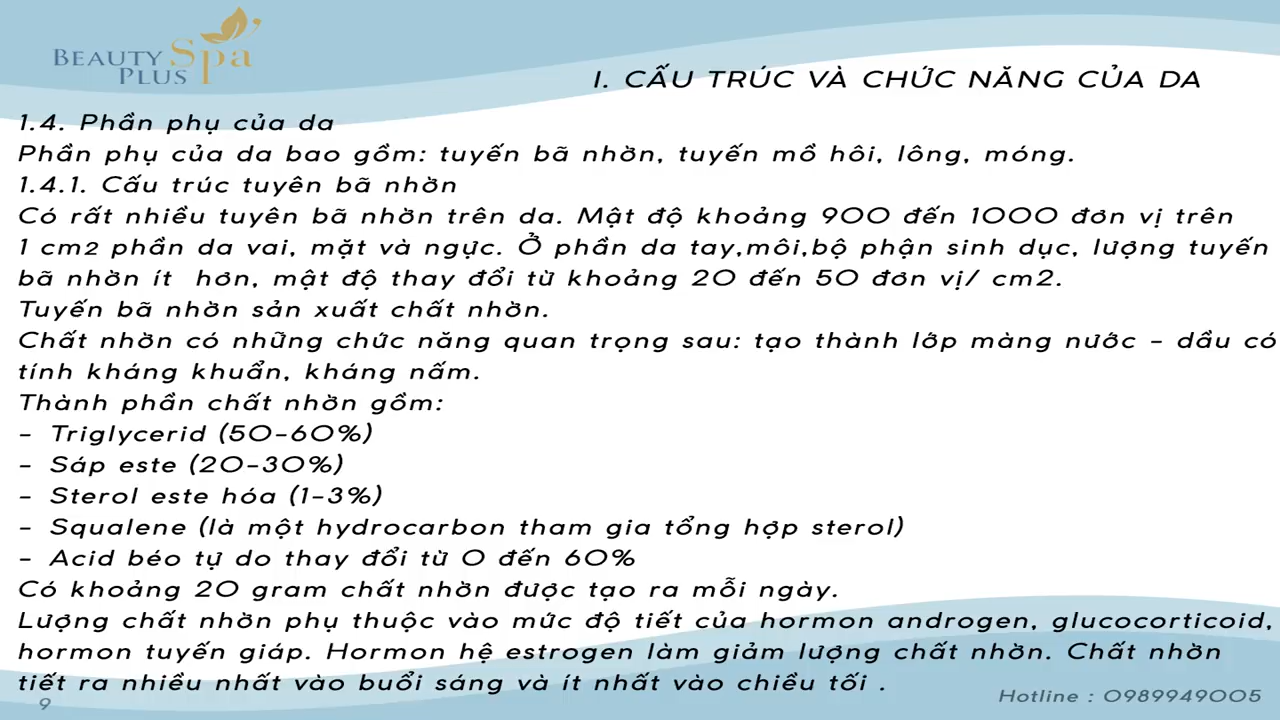 BEAUTY Spa
PLUS
I. CẤU TRÚC VÀ CHỨC NĂNG CỦA DA
1.4. Phần phụ của da
Phần phụ của da bao gồm: tuyến bã nhờn, tuyến mồ hôi, lông, móng.
1.4.1. Cấu trúc tuyên bã nhờn
Có rất nhiều tuyên bã nhờn trên da. Mật độ khoảng 900 đến 1000 đơn vị trên
1 cm2 phần da vai, mặt và ngực. Ở phần da tay,môi,bộ phận sinh dục, lượng tuyến
bã nhờn ít hơn, mật độ thay đổi từ khoảng 20 đến 50 đơn vị/ cm2.
Tuyến bã nhờn sản xuất chất nhờn.
Chất nhờn có những chức năng quan trọng sau: tạo thành lớp màng nước – dầu có
tính kháng khuẩn, kháng nấm.
Thành phần chất nhờn gồm:
- Triglycerid (50-60%)
- Sáp este (20-30%)
- Sterol este hóa (1-3%)
- Squalene (là một hydrocarbon tham gia tổng hợp sterol)
- Acid béo tự do thay đổi từ 0 đến 60%
Có khoảng 20 gram chất nhờn được tạo ra mỗi ngày.
Lượng chất nhờn phụ thuộc vào mức độ tiết của hormon androgen, glucocorticoid,
hormon tuyến giáp. Hormon hệ estrogen làm giảm lượng chất nhờn. Chất nhờn
tiết ra nhiều nhất vào buổi sáng và ít nhất vào chiều tối .
9
Hotline : 0989949005